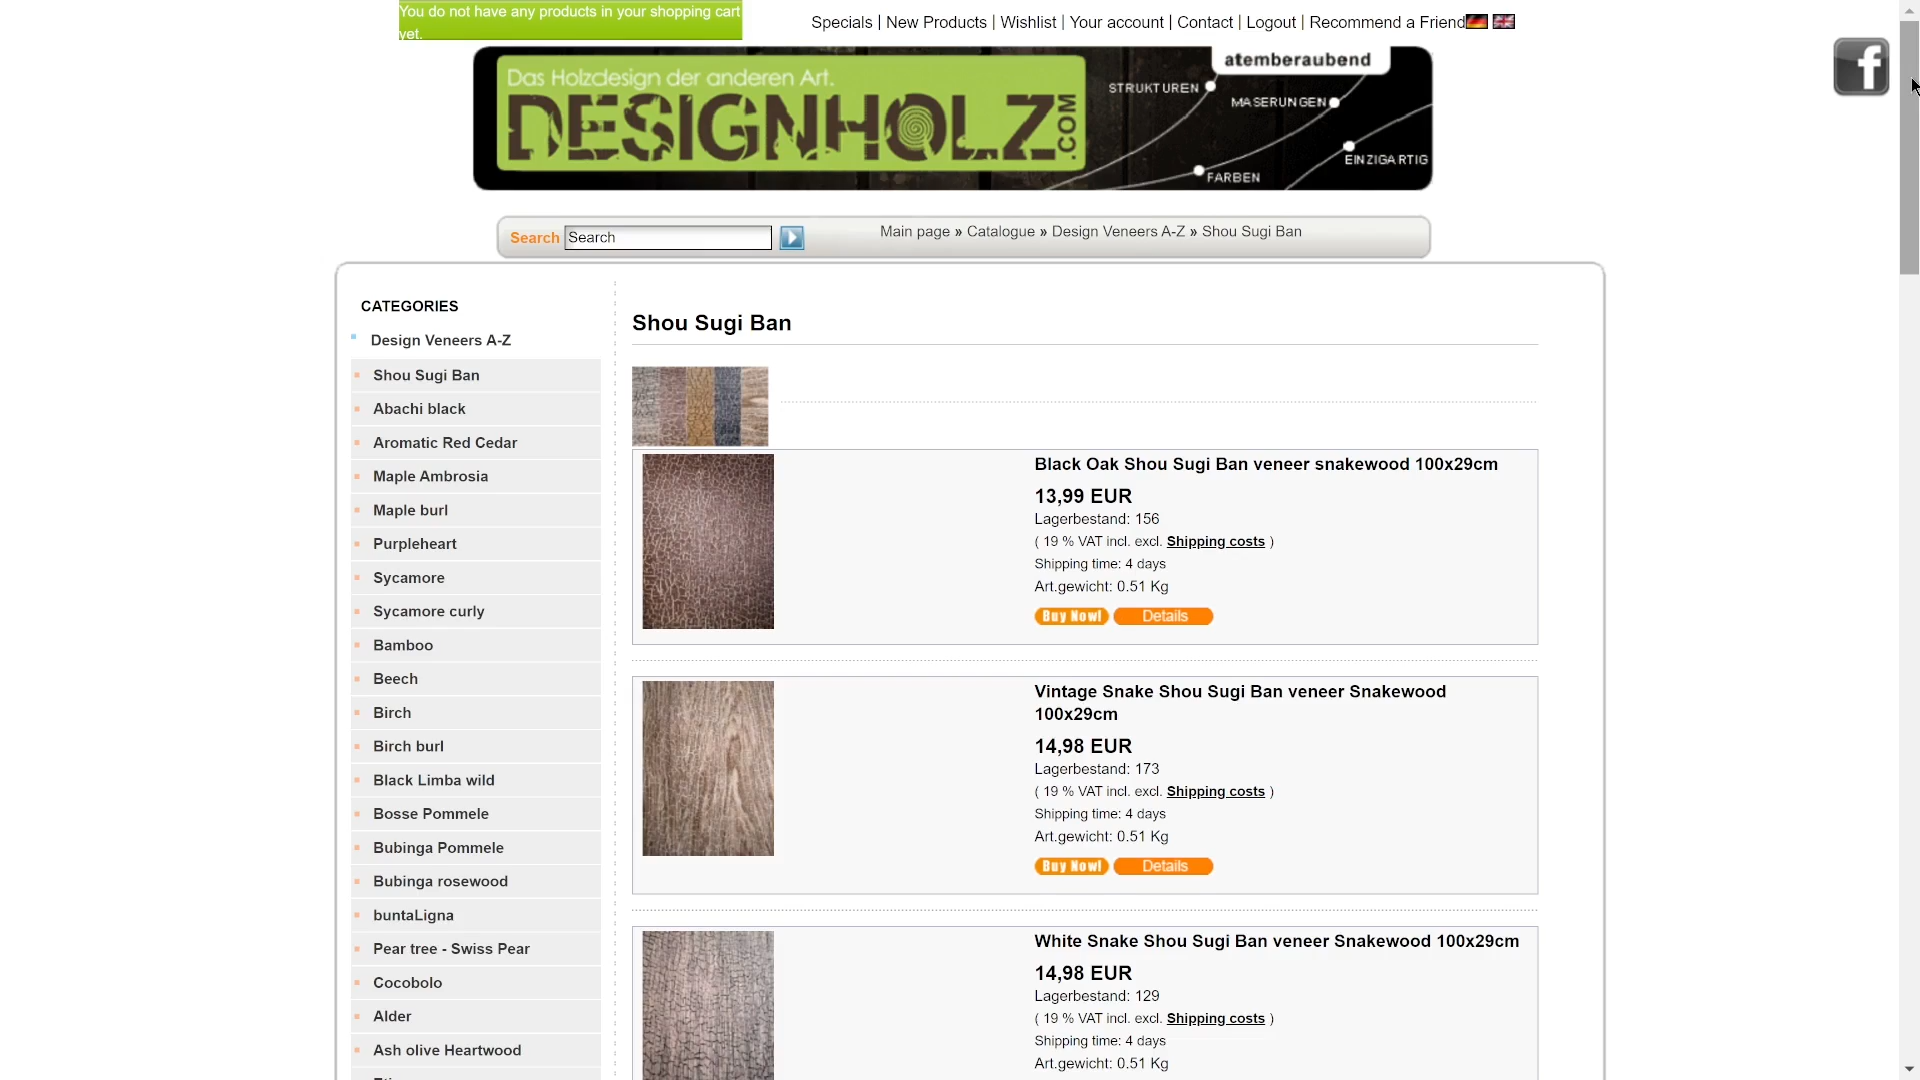 You do not have any products in your shopping cart
yet.
Specials | New Products | Wishlist | Your account | Contact | Logout | Recommend a Friend
Das Holzdesign der anderen Art.
DESIGNHOLZ.COM
atemberaubend
STRUKTUREN
MASERUNGEN
EINZIGARTIG
FARBEN
Search Search
Main page » Catalogue » Design Veneers A-Z » Shou Sugi Ban
CATEGORIES
Design Veneers A-Z
Shou Sugi Ban
Abachi black
Aromatic Red Cedar
Maple Ambrosia
Maple burl
Purpleheart
Sycamore
Sycamore curly
Bamboo
Beech
Birch
Birch burl
Black Limba wild
Bosse Pommele
Bubinga Pommele
Bubinga rosewood
buntaLigna
Pear tree - Swiss Pear
Cocobolo
Alder
Ash olive Heartwood
Shou Sugi Ban
Black Oak Shou Sugi Ban veneer snakewood 100x29cm
13,99 EUR
Lagerbestand: 156
( 19 % VAT incl. excl. Shipping costs )
Shipping time: 4 days
Art.gewicht: 0.51 Kg
Buy Now! Details
Vintage Snake Shou Sugi Ban veneer Snakewood
100x29cm
14,98 EUR
Lagerbestand: 173
( 19 % VAT incl. excl. Shipping costs )
Shipping time: 4 days
Art.gewicht: 0.51 Kg
Buy Now! Details
White Snake Shou Sugi Ban veneer Snakewood 100x29cm
14,98 EUR
Lagerbestand: 129
( 19 % VAT incl. excl. Shipping costs )
Shipping time: 4 days
Art.gewicht: 0.51 Kg